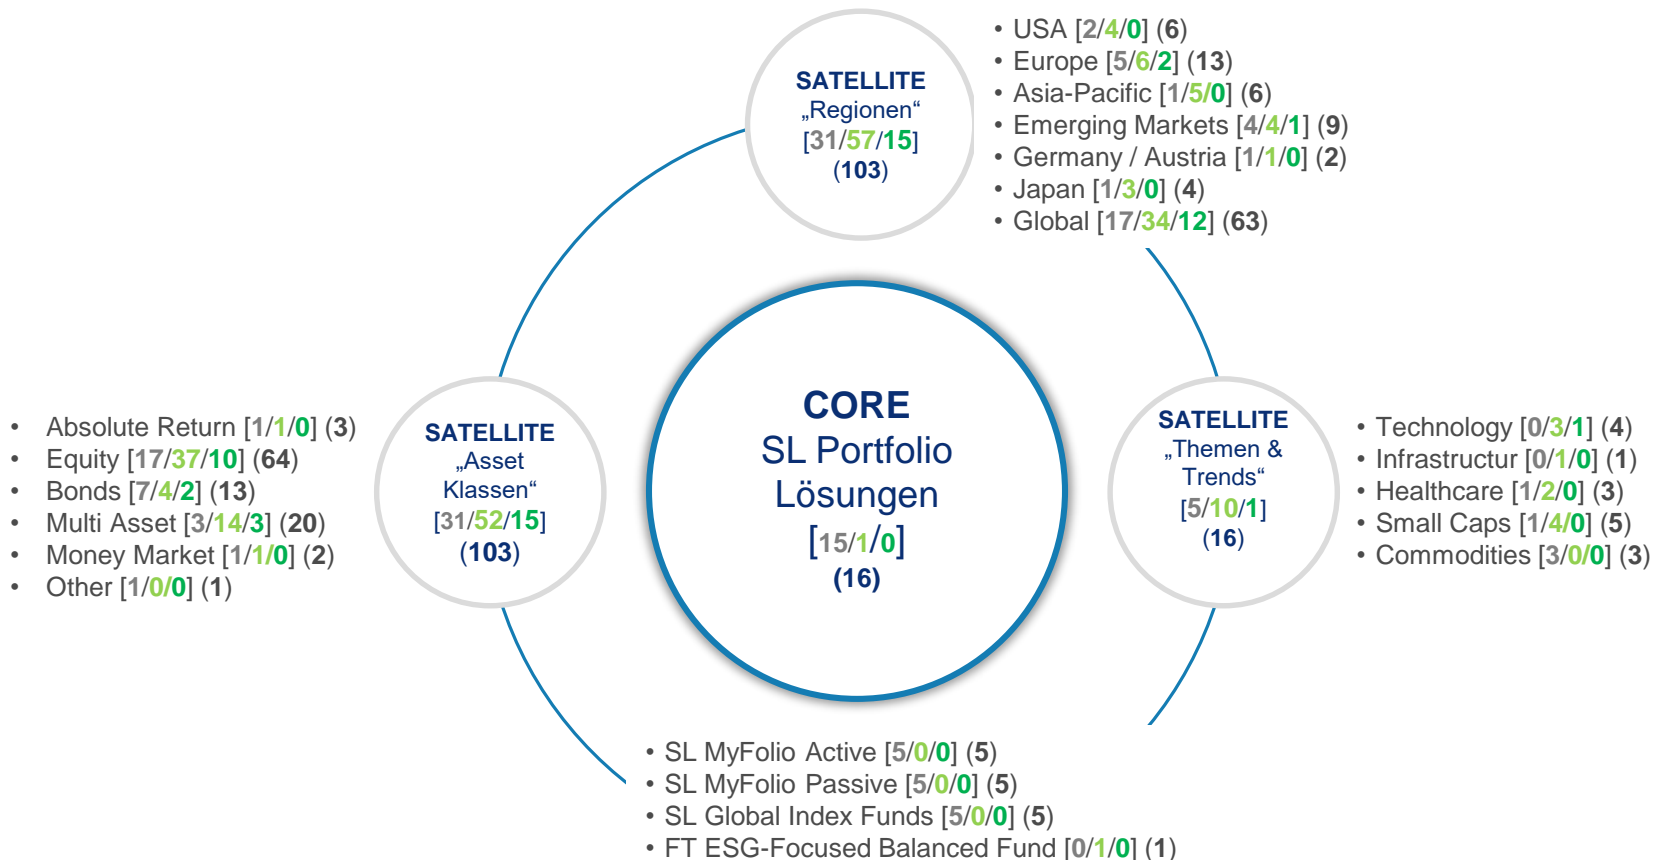 SATELLITE
„Regionen“
[31/57/15]
(103)
• USA [2/4/0] (6)
• Europe [5/6/2] (13)
• Asia-Pacific [1/5/0] (6)
• Emerging Markets [4/4/1] (9)
• Germany / Austria [1/1/0] (2)
• Japan [1/3/0] (4)
• Global [17/34/12] (63)
• Absolute Return [1/1/0] (3)
• Equity [17/37/10] (64)
• Bonds [7/4/2] (13)
• Multi Asset [3/14/3] (20)
• Money Market [1/1/0] (2)
• Other [1/0/0] (1)
SATELLITE
„Asset
Klassen“
[31/52/15]
(103)
CORE
SL Portfolio
Lösungen
[15/1/0]
(16)
SATELLITE
„Themen &
Trends“
[5/10/1]
(16)
• Technology [0/3/1] (4)
• Infrastructur [0/1/0] (1)
• Healthcare [1/2/0] (3)
• Small Caps [1/4/0] (5)
• Commodities [3/0/0] (3)
• SL MyFolio Active [5/0/0] (5)
• SL MyFolio Passive [5/0/0] (5)
• SL Global Index Funds [5/0/0] (5)
• FT ESG-Focused Balanced Fund [0/1/0] (1)